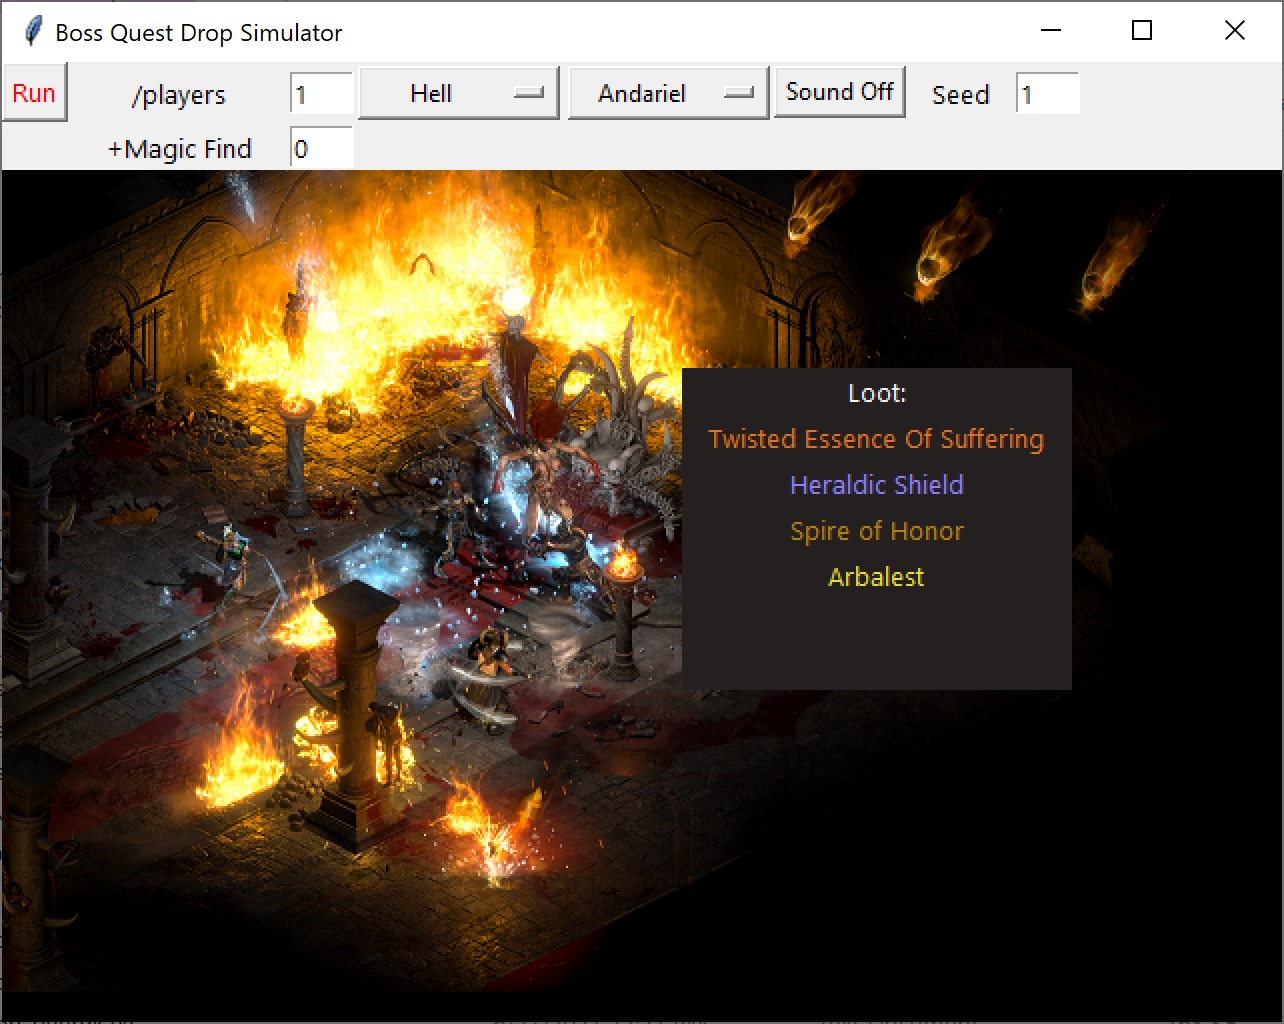 Boss Quest Drop Simulator
Run /players 1 Hell Andariel Sound Off Seed 1
+Magic Find 0
Loot:
Twisted Essence Of Suffering
Heraldic Shield
Spire of Honor
Arbalest